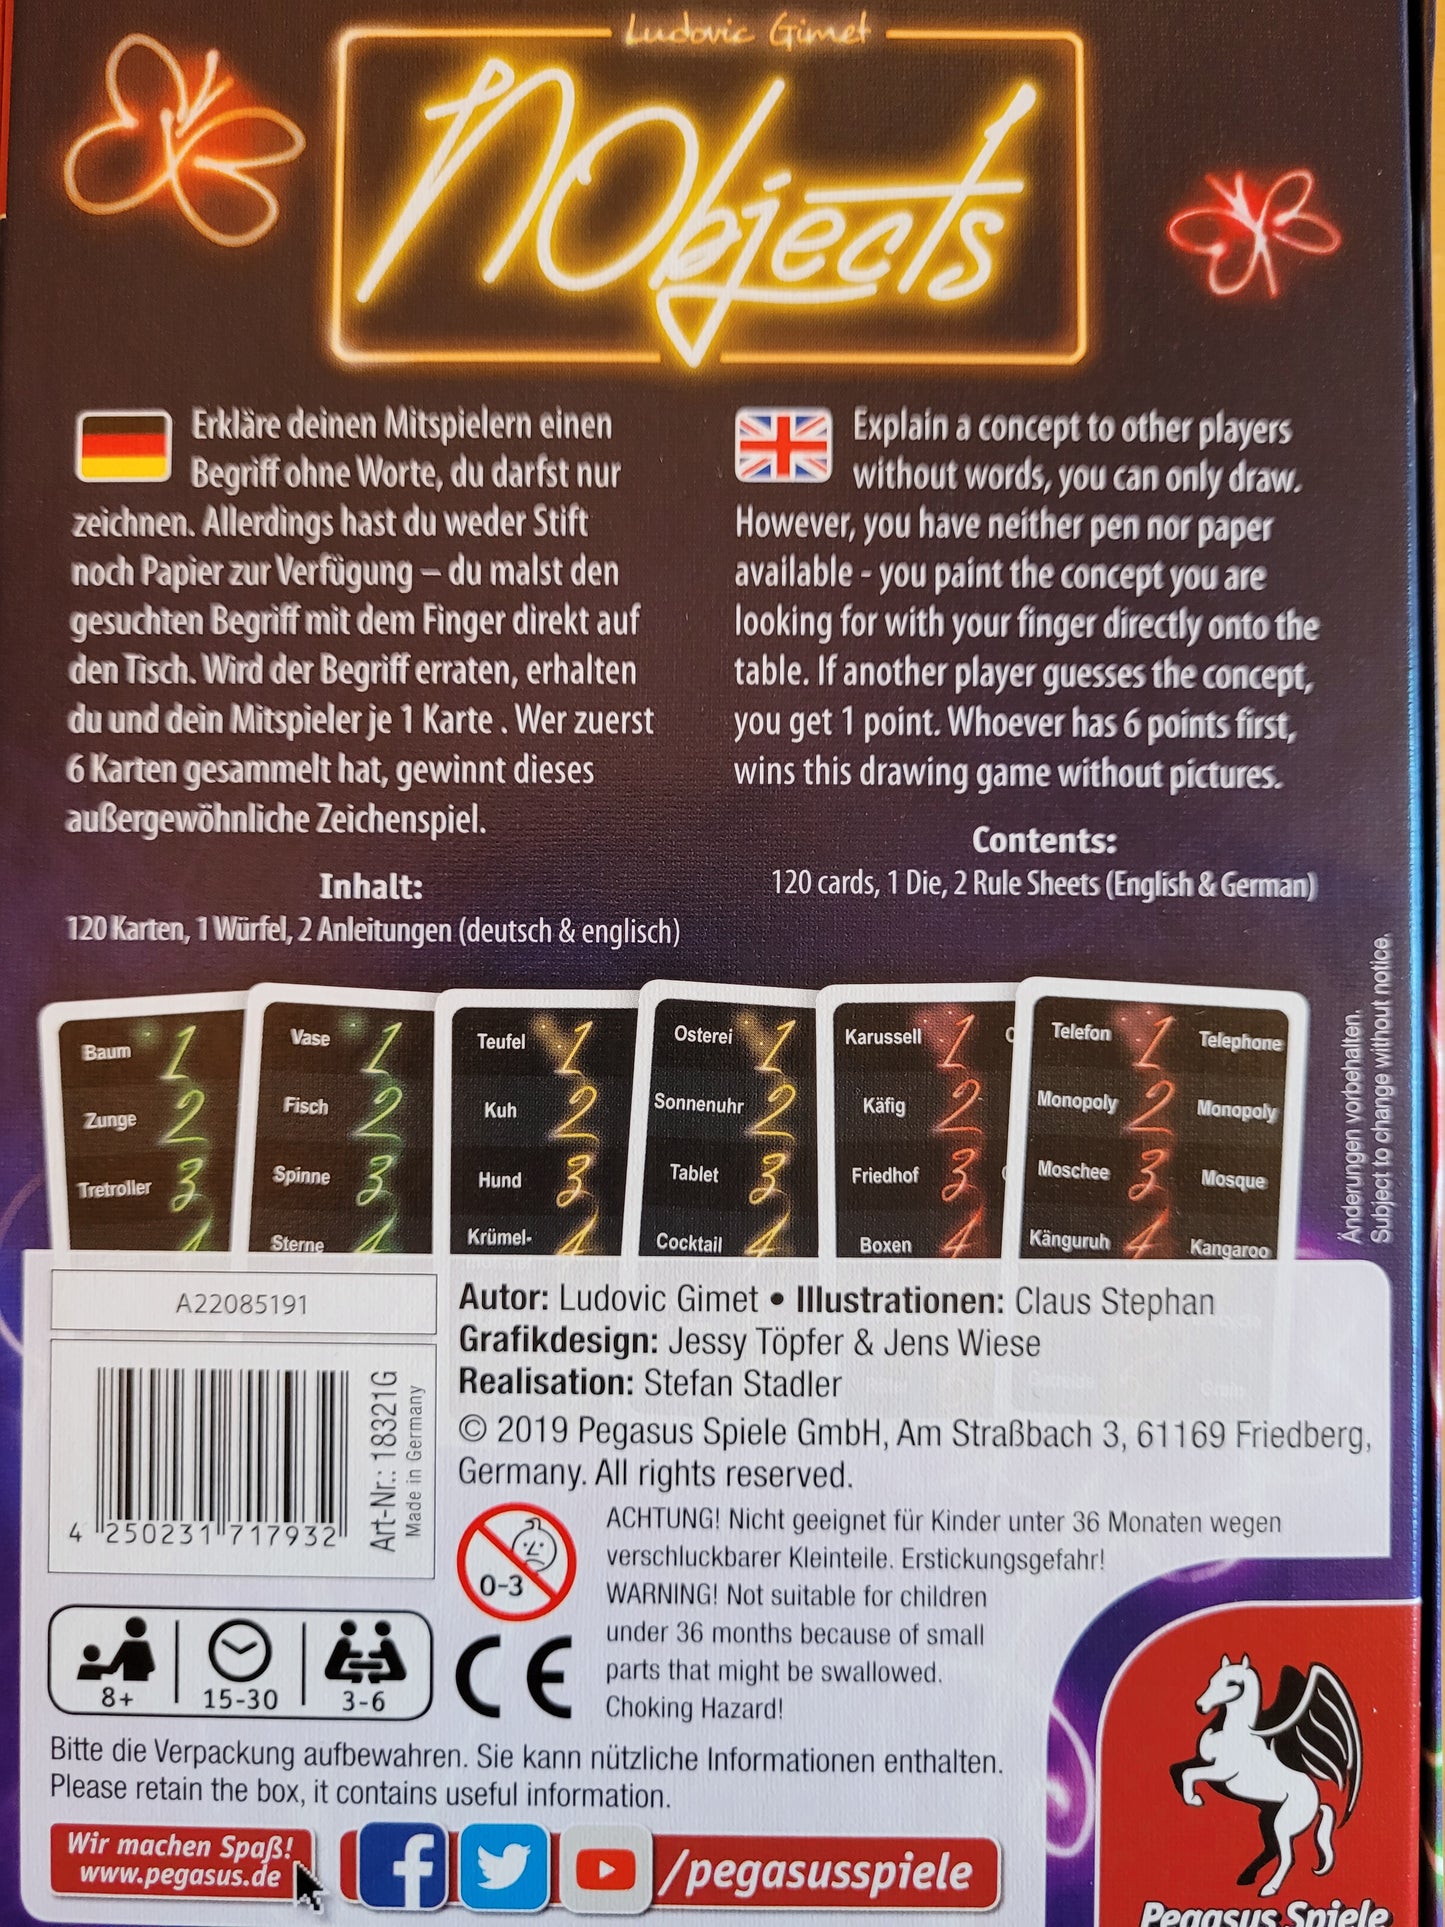 Ludovic Gimet
NObjects
Erkläre deinen Mitspielern einen
Begriff ohne Worte, du darfst nur
zeichnen. Allerdings hast du weder Stift
noch Papier zur Verfügung – du malst den
gesuchten Begriff mit dem Finger direkt auf
den Tisch. Wird der Begriff erraten, erhalten
du und dein Mitspieler je 1 Karte . Wer zuerst
6 Karten gesammelt hat, gewinnt dieses
außergewöhnliche Zeichenspiel.
Inhalt:
120 Karten, 1 Würfel, 2 Anleitungen (deutsch & englisch)
Explain a concept to other players
without words, you can only draw.
However, you have neither pen nor paper
available - you paint the concept you are
looking for with your finger directly onto the
table. If another player guesses the concept,
you get 1 point. Whoever has 6 points first,
wins this drawing game without pictures.
Contents:
120 cards, 1 Die, 2 Rule Sheets (English & German)
Änderungen vorbehalten.
Subject to change without notice.
Baum 1
Zunge 2
Tretroller 3
4
Vase 1
Fisch 2
Spinne 3
Sterne 4
Teufel 1
Kuh 2
Hund 3
Krümel- 4
Osterei 1
Sonnenuhr 2
Tablet 3
Cocktail 4
Karussell 1
Käfig 2
Friedhof 3
Boxen 4
Telefon 1 Telephone
Monopoly 2 Monopoly
Moschee 3 Mosque
Känguruh 4 Kangaroo
A22085191
4 250231 717932
Art-Nr.: 18321G
Made in Germany
Autor: Ludovic Gimet • Illustrationen: Claus Stephan
Grafikdesign: Jessy Töpfer & Jens Wiese
Realisation: Stefan Stadler
© 2019 Pegasus Spiele GmbH, Am Straßbach 3, 61169 Friedberg,
Germany. All rights reserved.
0-3
ACHTUNG! Nicht geeignet für Kinder unter 36 Monaten wegen
verschluckbarer Kleinteile. Erstickungsgefahr!
WARNING! Not suitable for children
under 36 months because of small
parts that might be swallowed.
Choking Hazard!
CE
8+ 15-30 3-6
Bitte die Verpackung aufbewahren. Sie kann nützliche Informationen enthalten.
Please retain the box, it contains useful information.
Wir machen Spaß!
www.pegasus.de
/pegasusspiele
Pegasus Spiele